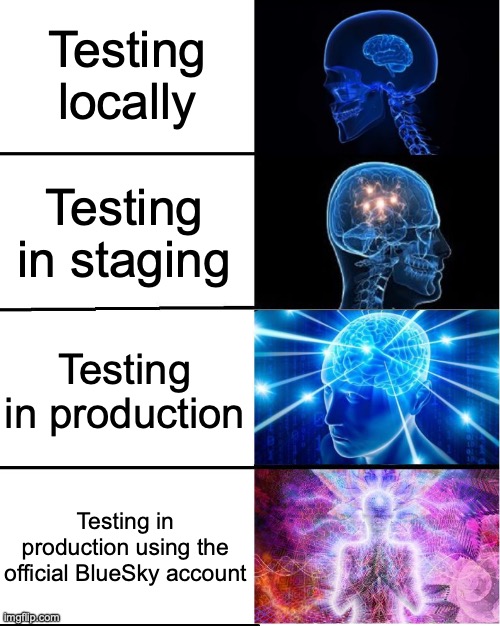 Testing
locally
Testing
in staging
Testing
in production
Testing in
production using the
official BlueSky account
imgflip.com